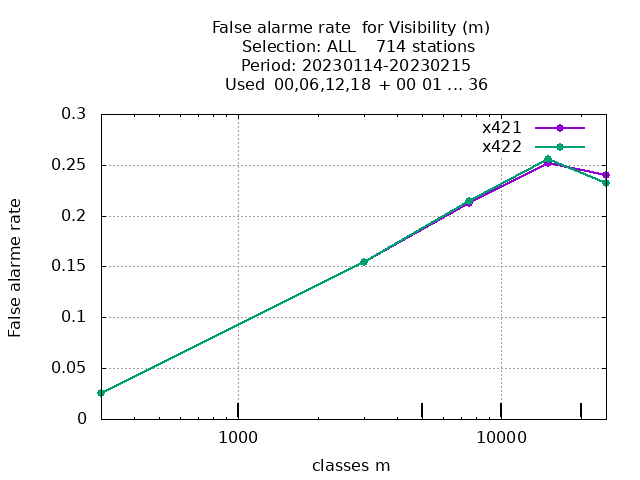 False alarme rate  for Visibility (m)
Selection: ALL    714 stations
Period: 20230114-20230215
Used  00,06,12,18 + 00 01 ... 36
0.3
x421
x422
0.25
0.2
0.15
0.1
0.05
0
False alarme rate
1000
10000
classes m